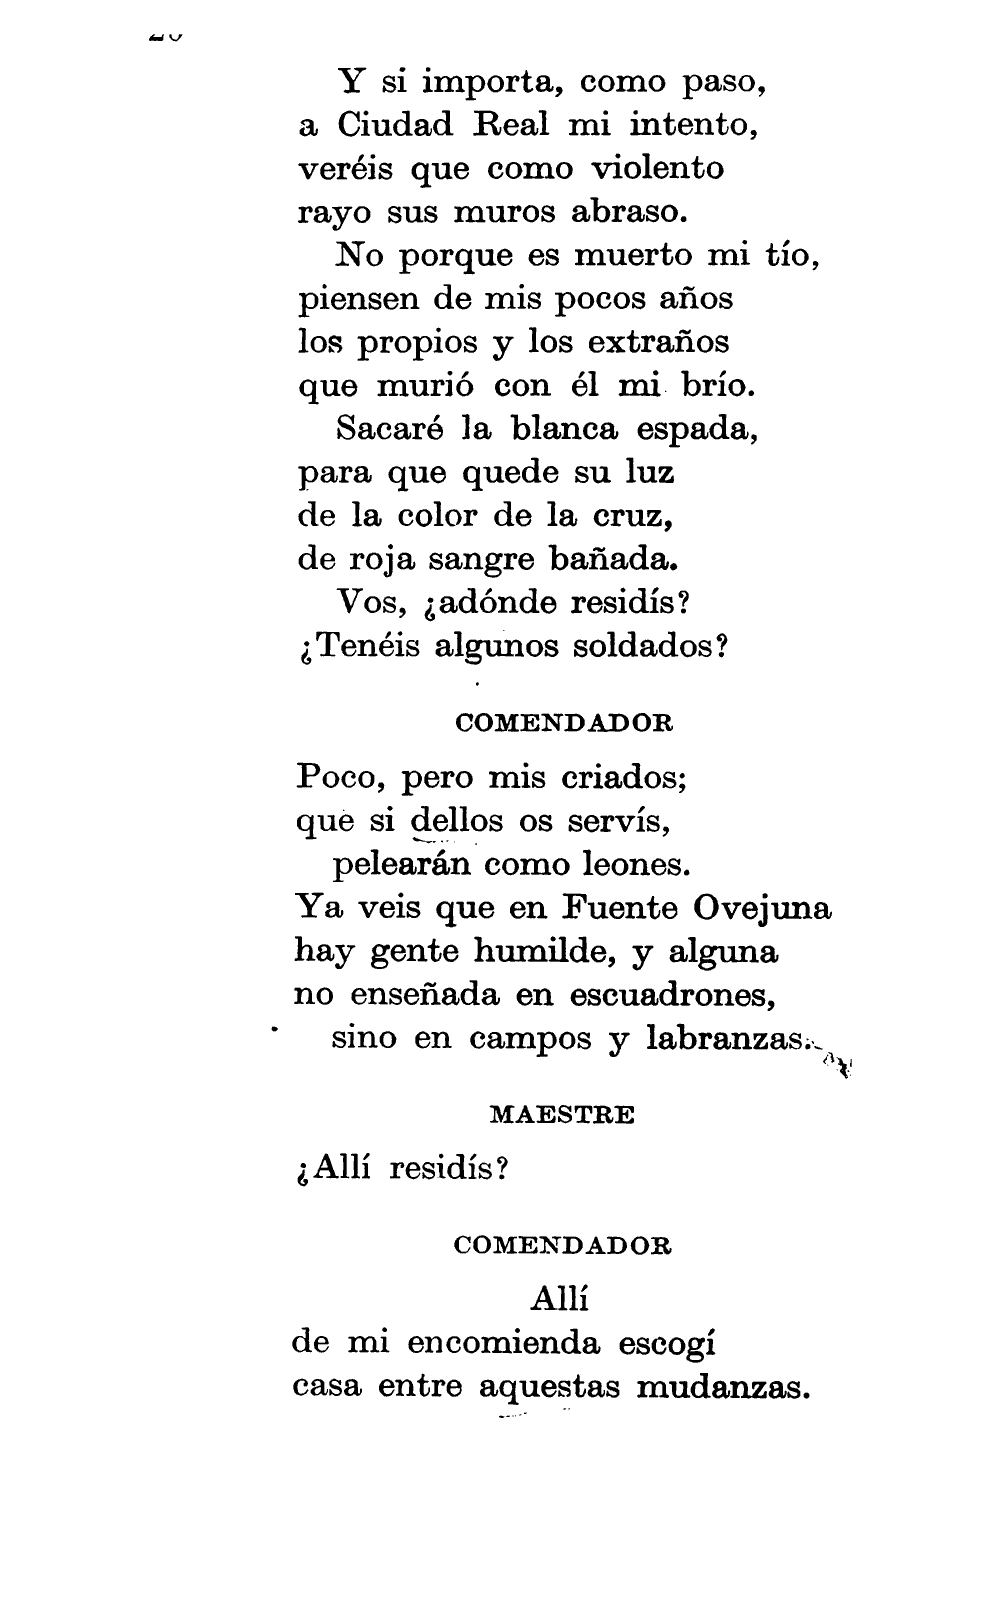 Y si importa, como paso,
a Ciudad Real mi intento,
veréis que como violento
rayo sus muros abraso.
No porque es muerto mi tío,
piensen de mis pocos años
los propios y los extraños
que murió con él mi brío.
Sacaré la blanca espada,
para que quede su luz
de la color de la cruz,
de roja sangre bañada.
Vos, ¿adónde residís?
¿Tenéis algunos soldados?
COMENDADOR
Poco, pero mis criados;
que si dellos os servís,
pelearán como leones.
Ya veis que en Fuente Ovejuna
hay gente humilde, y alguna
no enseñada en escuadrones,
sino en campos y labranzas.
MAESTRE
¿Allí residís?
COMENDADOR
Allí
de mi encomienda escogí
casa entre aquestas mudanzas.